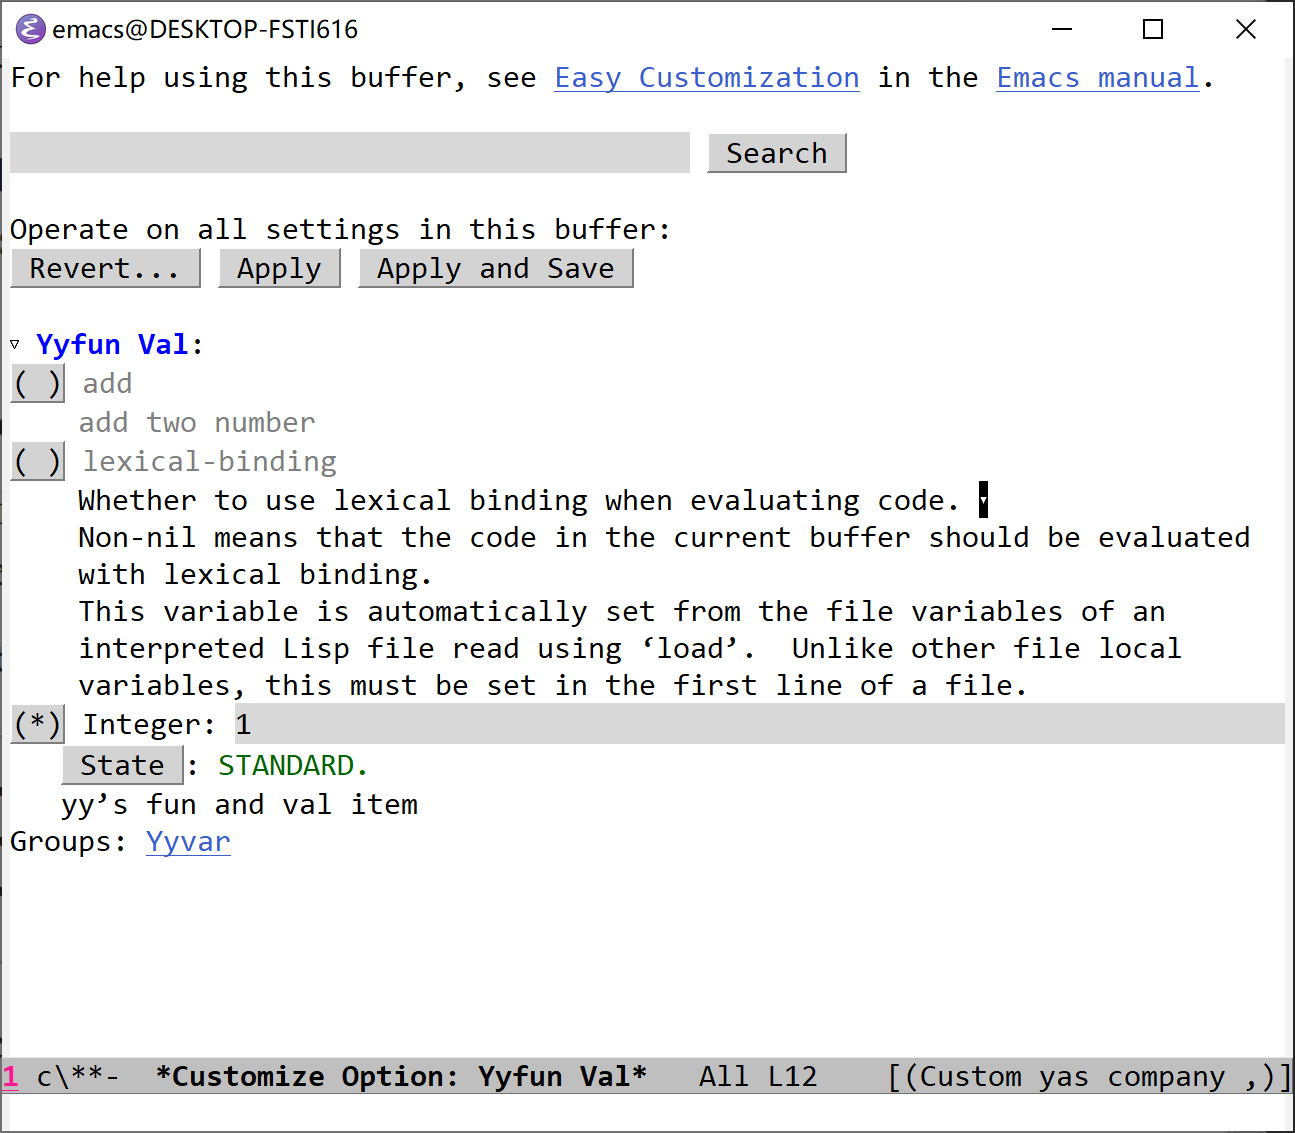 emacs@DESKTOP-FSTI616
For help using this buffer, see Easy Customization in the Emacs manual.
Search
Operate on all settings in this buffer:
Revert... Apply Apply and Save
▿ Yyfun Val:
( ) add
add two number
( ) lexical-binding
Whether to use lexical binding when evaluating code. ▾
Non-nil means that the code in the current buffer should be evaluated
with lexical binding.
This variable is automatically set from the file variables of an
interpreted Lisp file read using ‘load’.  Unlike other file local
variables, this must be set in the first line of a file.
(*) Integer: 1
State : STANDARD.
yy’s fun and val item
Groups: Yyvar
1 c\**-  *Customize Option: Yyfun Val*   All L12    [(Custom yas company ,)]